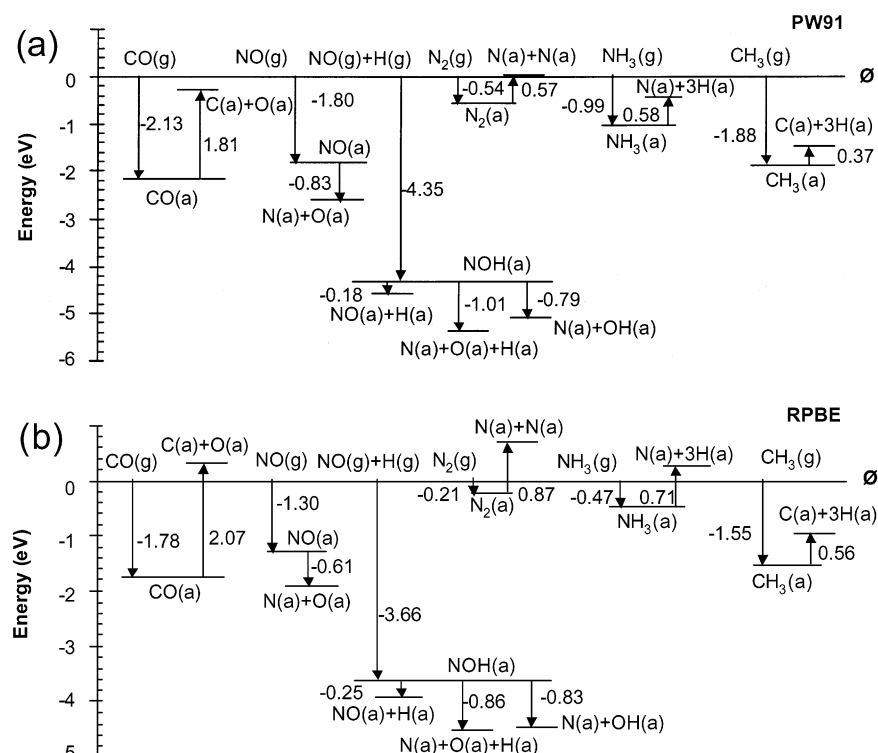 (a)
PW91
CO(g) NO(g) NO(g)+H(g) N2(g) N(a)+N(a) NH3(g) CH3(g)
0
Ø
-0.54 0.57 N(a)+3H(a)
C(a)+O(a) -1.80 N2(a) -0.99 0.58
-1
-2.13 1.81 NH3(a) -1.88 C(a)+3H(a)
NO(a) 0.37
-2
CO(a) -0.83 -4.35 CH3(a)
N(a)+O(a)
-3
Energy (eV)
-4
NOH(a)
-0.18 -1.01 -0.79
-5
NO(a)+H(a) N(a)+OH(a)
N(a)+O(a)+H(a)
-6
RPBE
(b)
C(a)+O(a) N(a)+N(a)
CO(g) NO(g) NO(g)+H(g) N2(g) NH3(g) N(a)+3H(a) CH3(g)
0
Ø
-1.30 -0.21 N2(a) 0.87 -0.47 0.71
NH3(a) C(a)+3H(a)
-1
-1.78 2.07 NO(a) -1.55 0.56
-0.61 CH3(a)
CO(a) N(a)+O(a)
-2
-3.66
Energy (eV)
-3
NOH(a)
-0.25 -0.86 -0.83
-4
NO(a)+H(a) N(a)+OH(a)
N(a)+O(a)+H(a)
5